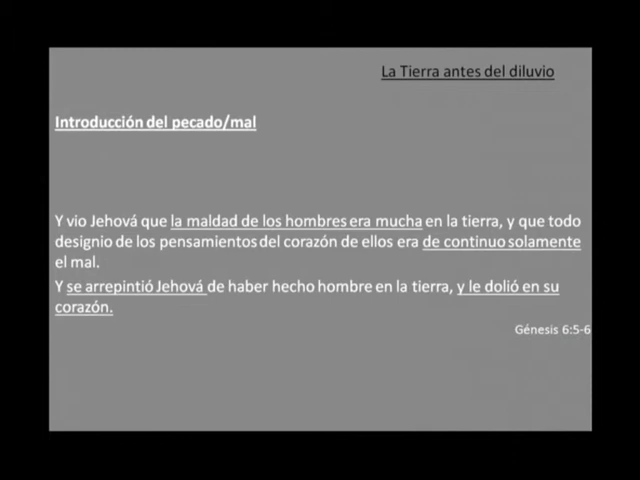 La Tierra antes del diluvio
Introducción del pecado/mal
Y vio Jehová que la maldad de los hombres era mucha en la tierra, y que todo
designio de los pensamientos del corazón de ellos era de continuo solamente
el mal.
Y se arrepintió Jehová de haber hecho hombre en la tierra, y le dolió en su
corazón.
Génesis 6:5-6